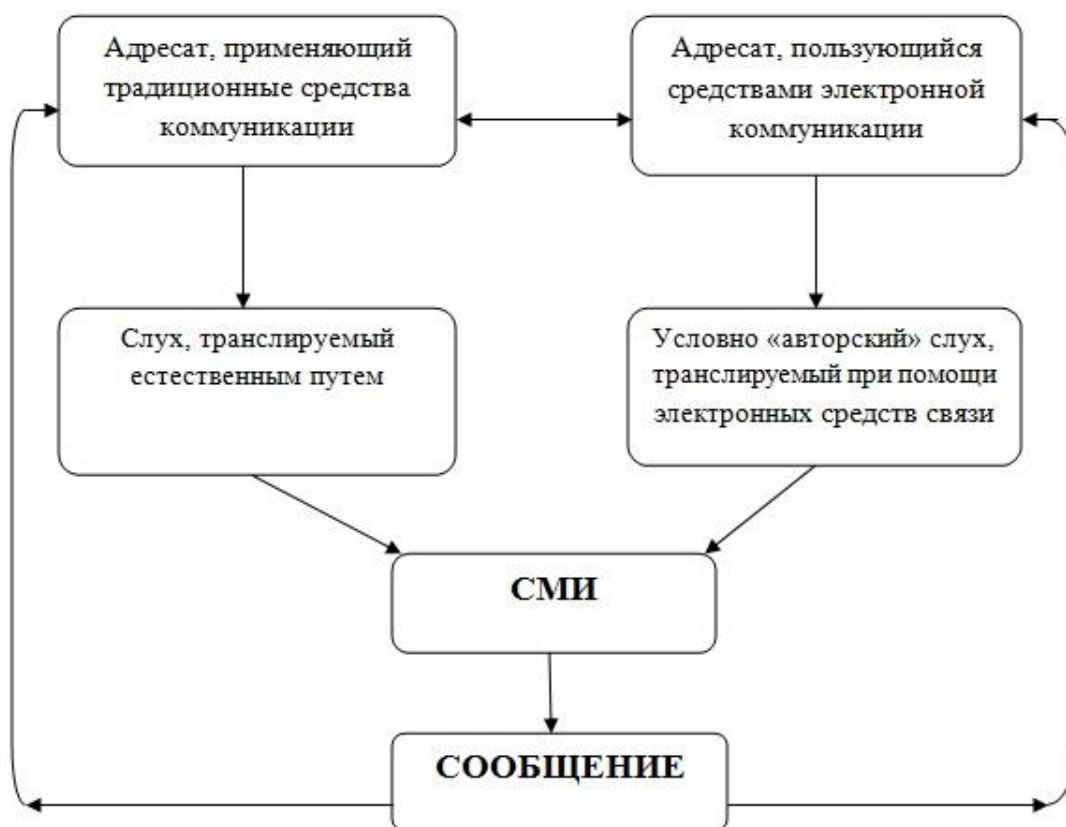 Адресат, применяющий
традиционные средства
коммуникации
Адресат, пользующийся
средствами электронной
коммуникации
Слух, транслируемый
естественным путем
Условно «авторский» слух,
транслируемый при помощи
электронных средств связи
СМИ
СООБЩЕНИЕ